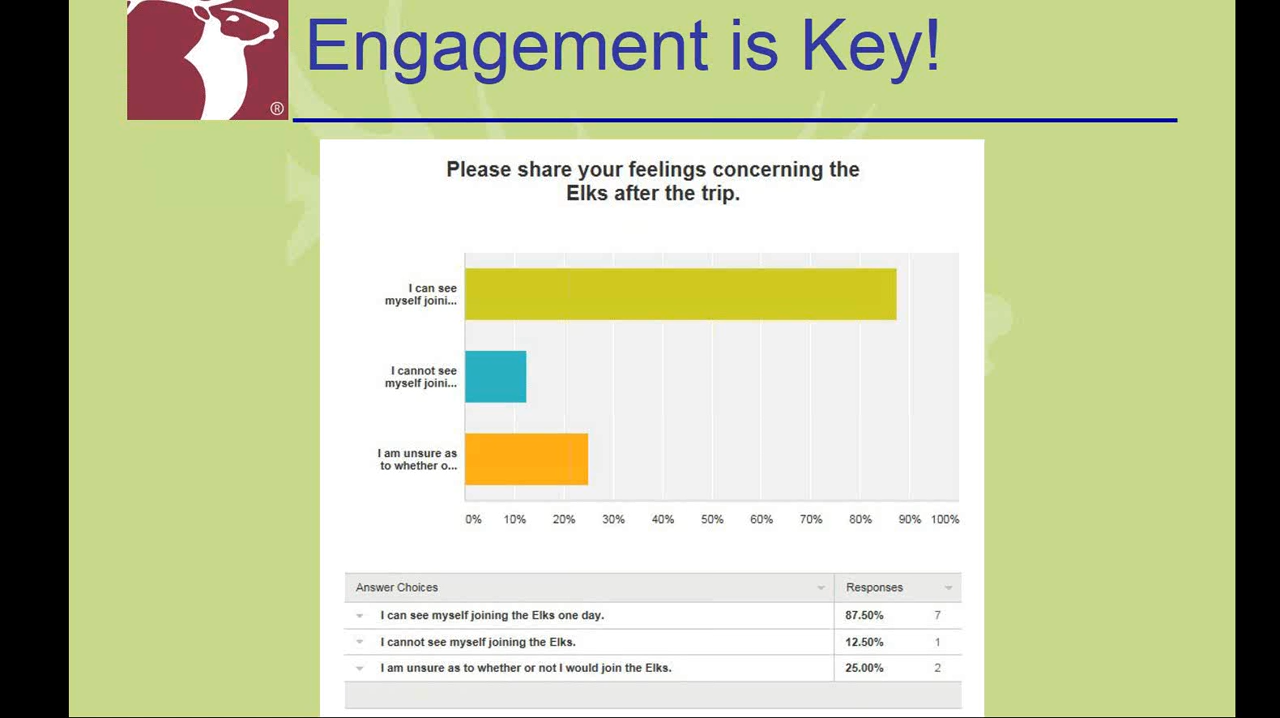 Engagement is Key!
®
Please share your feelings concerning the
Elks after the trip.
I can see
myself joini...
I cannot see
myself joini...
I am unsure as
to whether o...
0% 10% 20% 30% 40% 50% 60% 70% 80% 90% 100%
Answer Choices Responses
I can see myself joining the Elks one day. 87.50% 7
I cannot see myself joining the Elks. 12.50% 1
I am unsure as to whether or not I would join the Elks. 25.00% 2